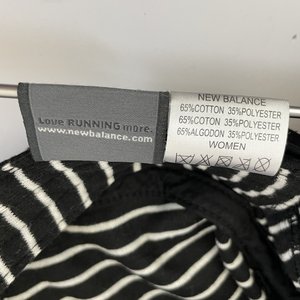 Love RUNNING more.
www.newbalance.com
NEW BALANCE
65%COTTON 35%POLYESTER
65%COTON 35%POLYESTER
65%ALGODON 35%POLYESTER
WOMEN